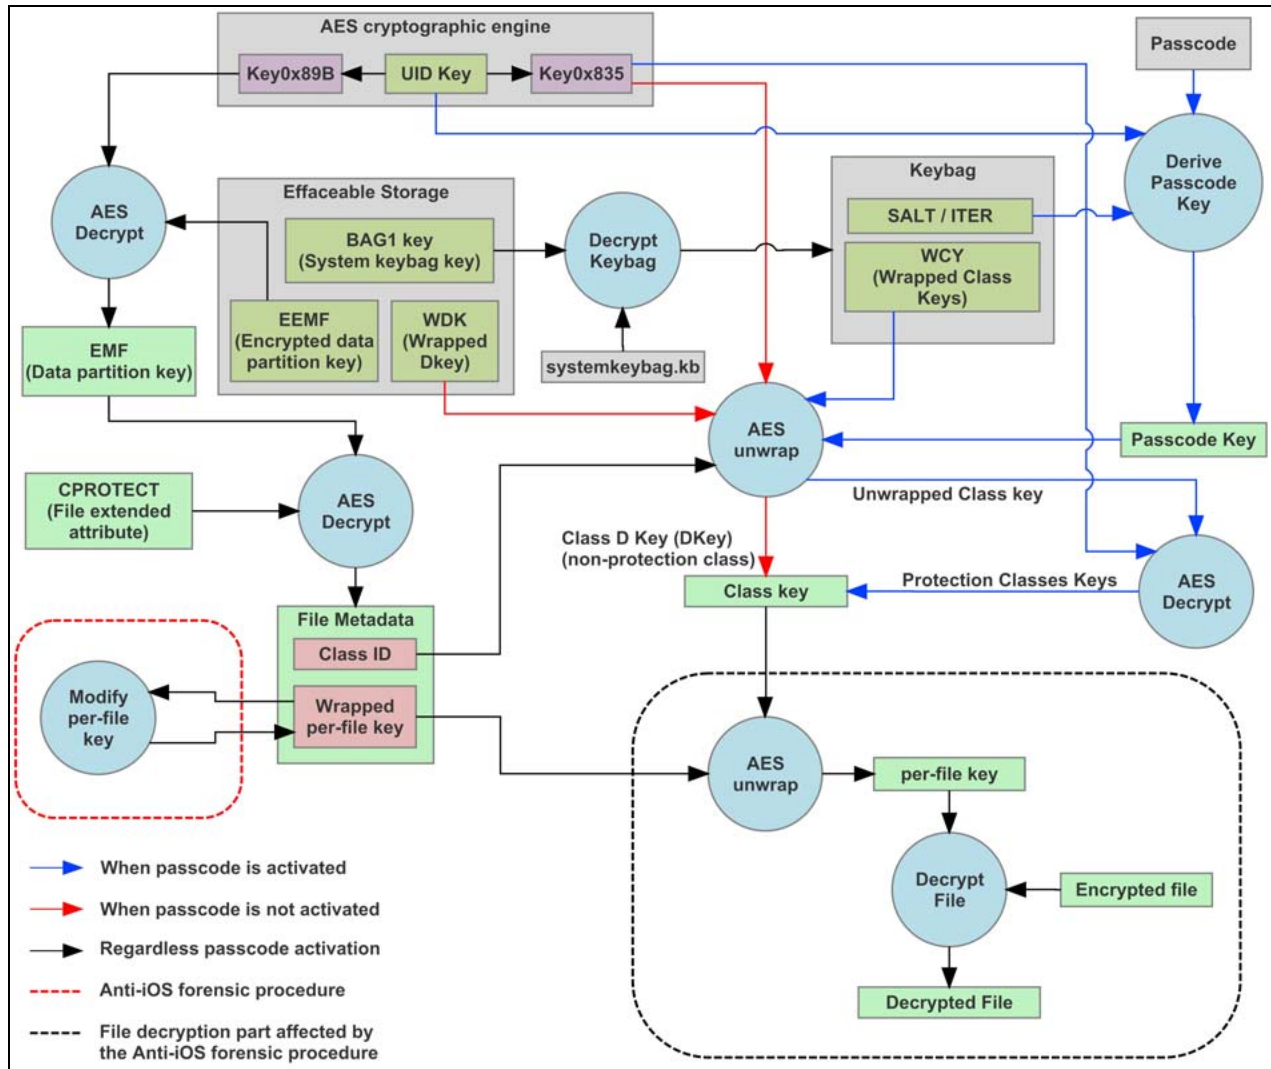 AES cryptographic engine
Key0x89B
UID Key
Key0x835
Passcode
Derive
Passcode
Key
AES
Decrypt
Effaceable Storage
BAG1 key
(System keybag key)
EEMF
(Encrypted data
partition key)
WDK
(Wrapped
Dkey)
Decrypt
Keybag
systemkeybag.kb
Keybag
SALT / ITER
WCY
(Wrapped Class
Keys)
EMF
(Data partition key)
AES
unwrap
Passcode Key
CPROTECT
(File extended
attribute)
AES
Decrypt
Unwrapped Class key
Class D Key (DKey)
(non-protection class)
Protection Classes Keys
AES
Decrypt
Class key
File Metadata
Class ID
Wrapped
per-file key
Modify
per-file
key
AES
unwrap
per-file key
Decrypt
File
Encrypted file
Decrypted File
When passcode is activated
When passcode is not activated
Regardless passcode activation
Anti-iOS forensic procedure
File decryption part affected by
the Anti-iOS forensic procedure